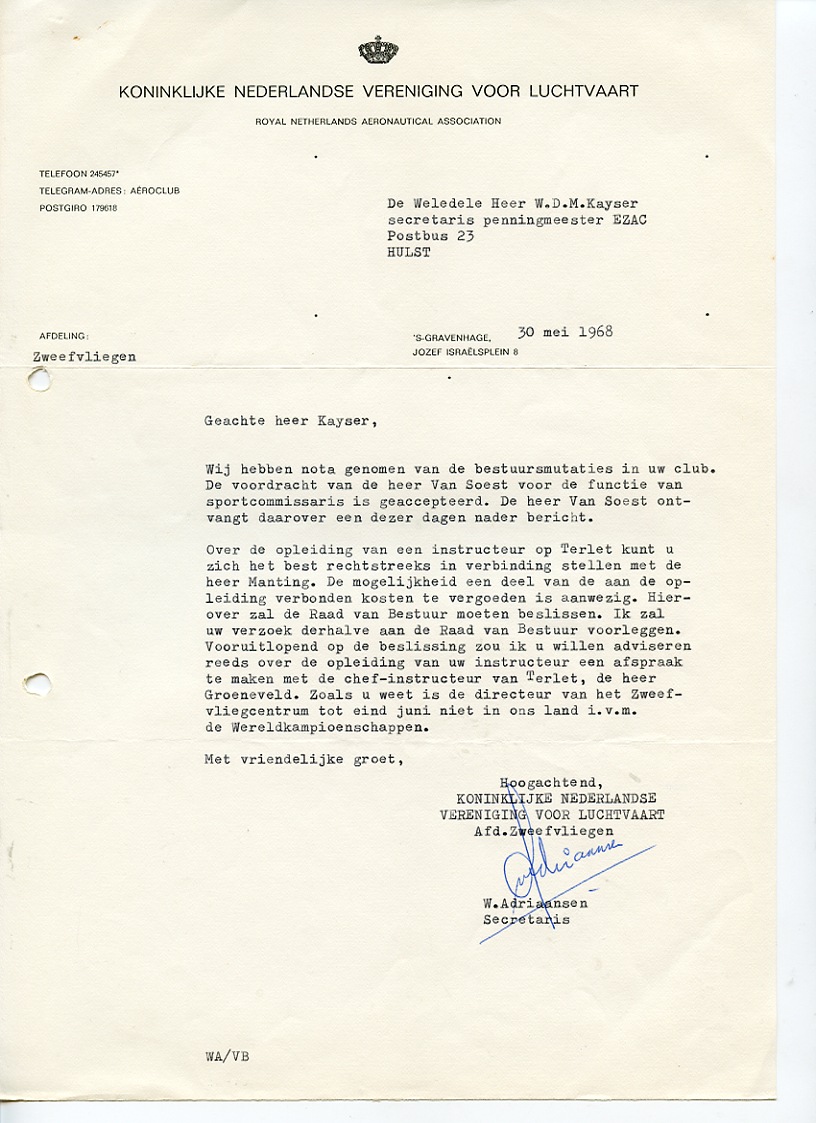 KONINKLIJKE NEDERLANDSE VERENIGING VOOR LUCHTVAART
ROYAL NETHERLANDS AERONAUTICAL ASSOCIATION
TELEFOON 245457*
TELEGRAM-ADRES: AÉROCLUB
POSTGIRO 179618
De Weledele Heer W.D.M.Kayser
secretaris penningmeester EZAC
Postbus 23
HULST
AFDELING:
Zweefvliegen
'S-GRAVENHAGE, 30 mei 1968
JOZEF ISRAËLSPLEIN 8
Geachte heer Kayser,
Wij hebben nota genomen van de bestuursmutaties in uw club.
De voordracht van de heer Van Soest voor de functie van
sportcommissaris is geaccepteerd. De heer Van Soest ont-
vangt daarover een dezer dagen nader bericht.
Over de opleiding van een instructeur op Terlet kunt u
zich het best rechtstreeks in verbinding stellen met de
heer Manting. De mogelijkheid een deel van de aan de op-
leiding verbonden kosten te vergoeden is aanwezig. Hier-
over zal de Raad van Bestuur moeten beslissen. Ik zal
uw verzoek derhalve aan de Raad van Bestuur voorleggen.
Vooruitlopend op de beslissing zou ik u willen adviseren
reeds over de opleiding van uw instructeur een afspraak
te maken met de chef-instructeur van Terlet, de heer
Groeneveld. Zoals u weet is de directeur van het Zweef-
vliegcentrum tot eind juni niet in ons land i.v.m.
de Wereldkampioenschappen.
Met vriendelijke groet,
Hoogachtend,
KONINKLIJKE NEDERLANDSE
VERENIGING VOOR LUCHTVAART
Afd.Zweefvliegen
W.Adriaansen
Secretaris
WA/VB